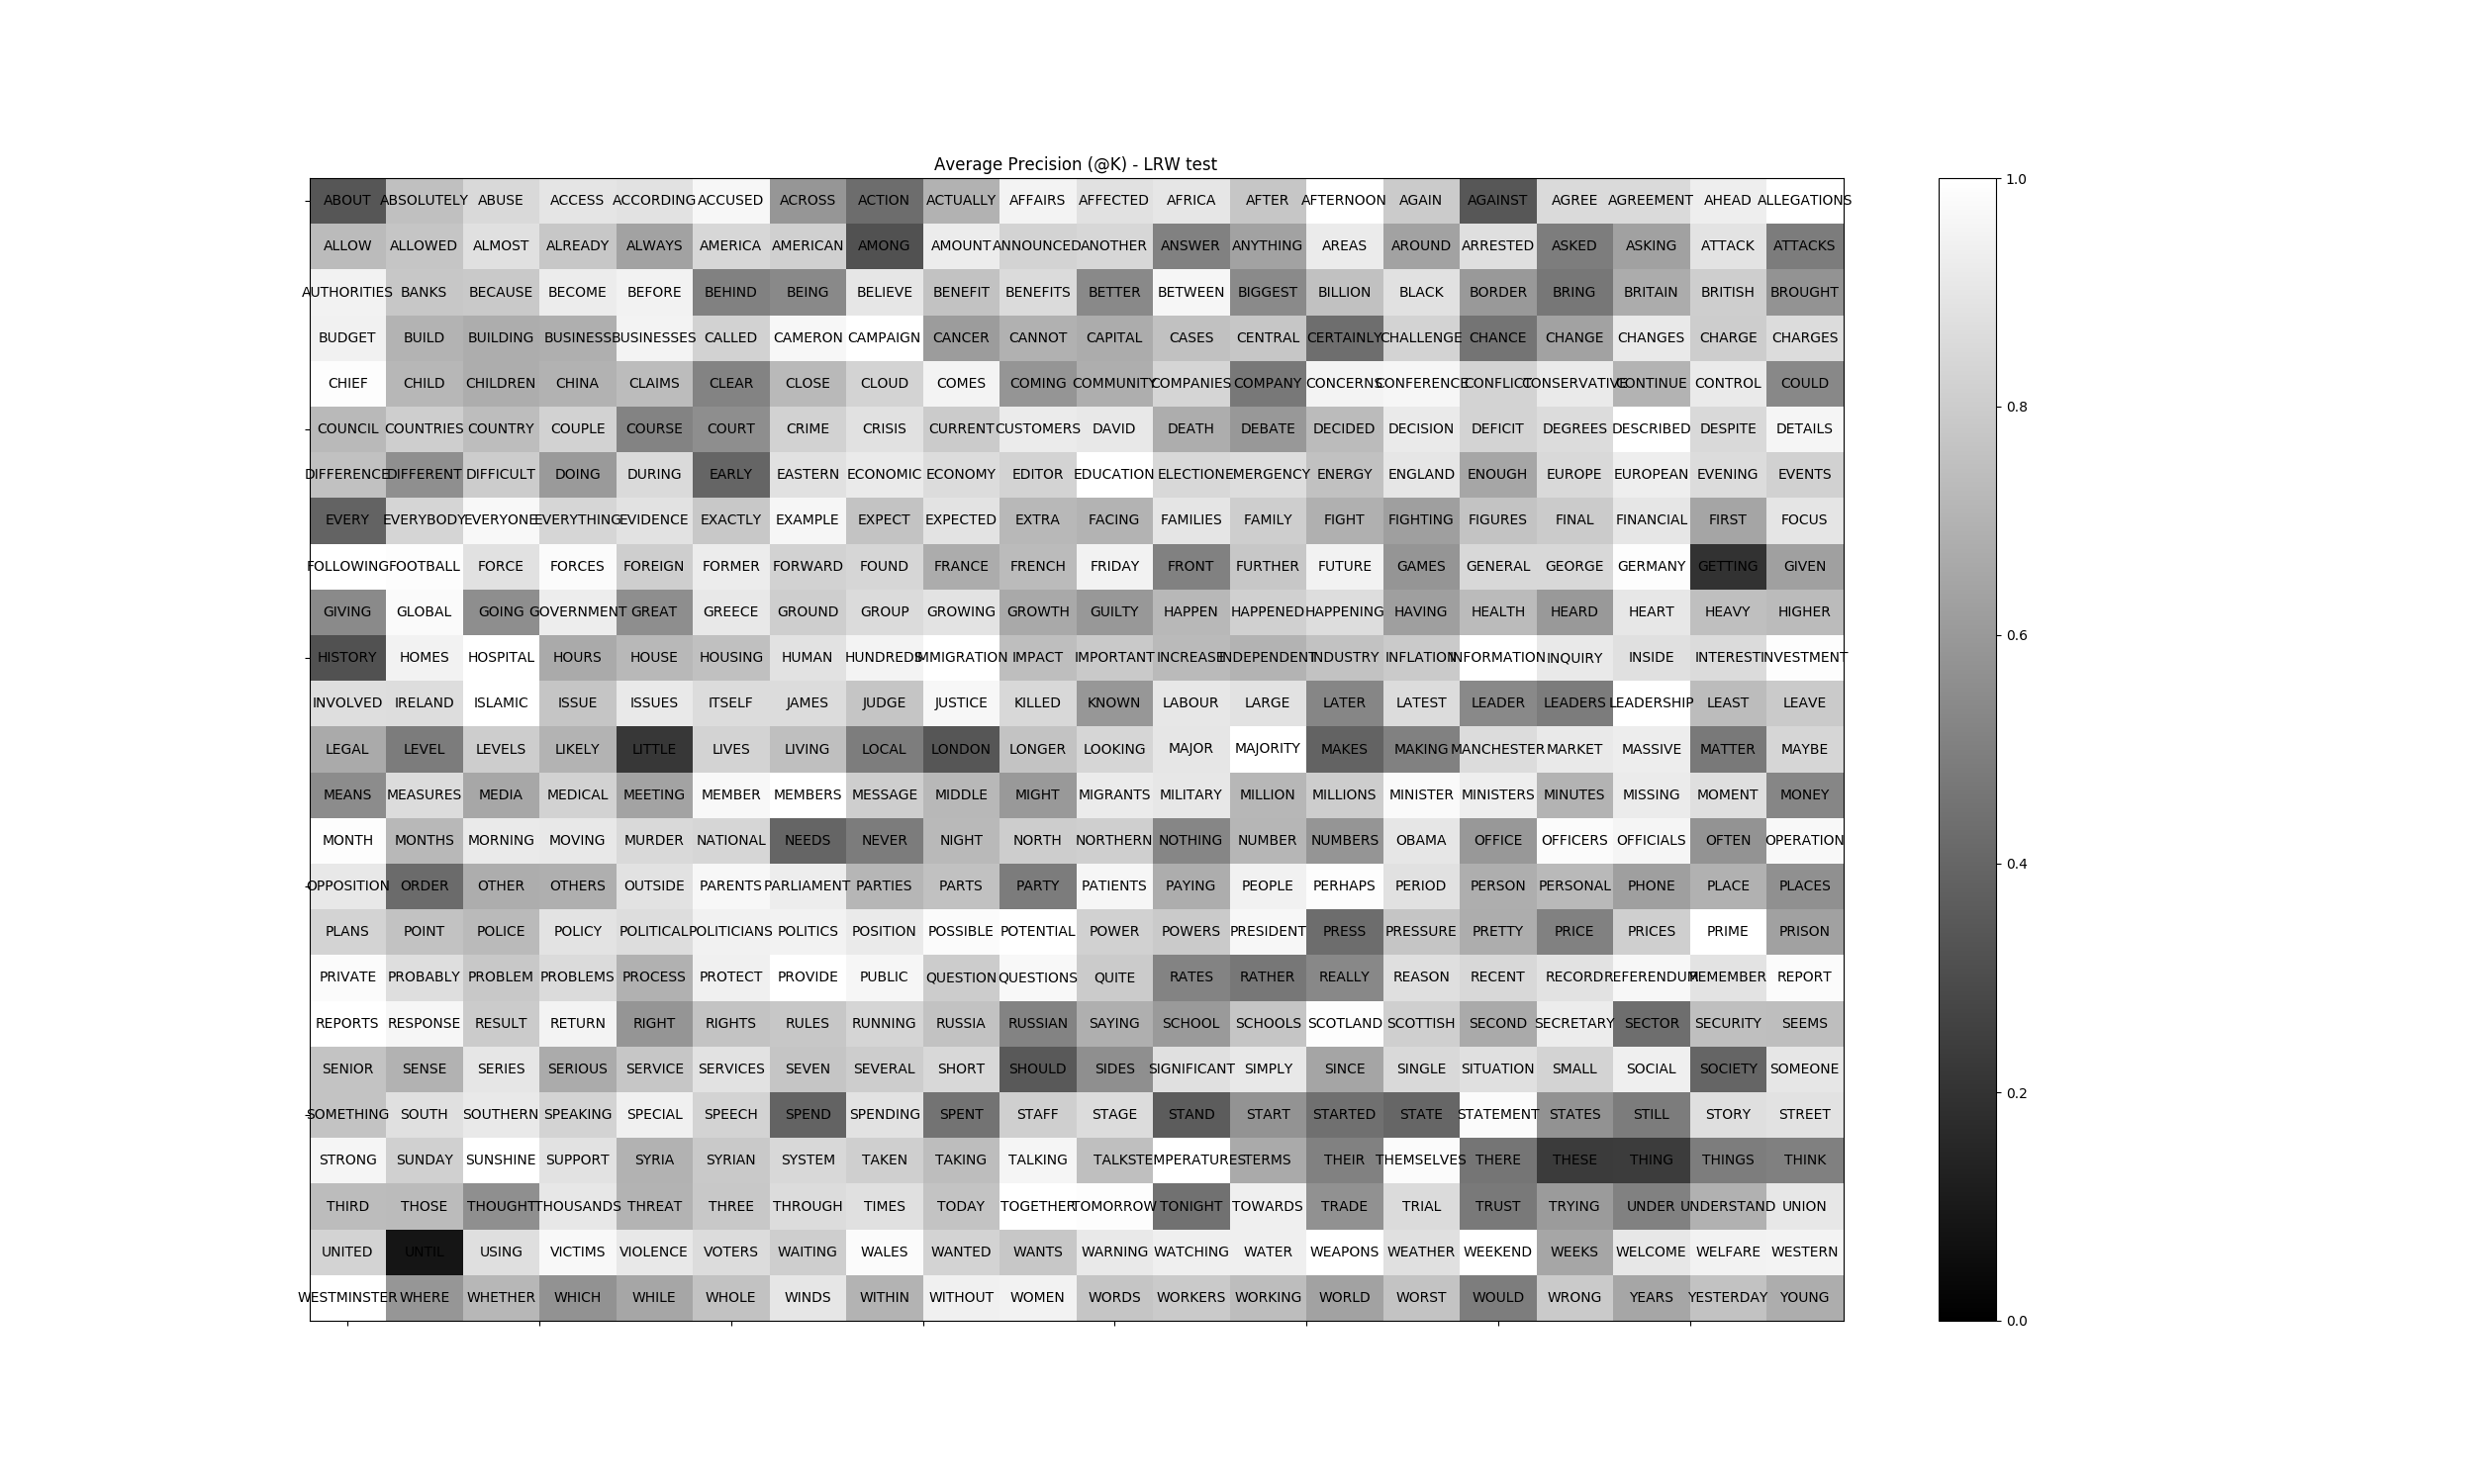 Average Precision (@K) - LRW test
ABOUT ABSOLUTELY ABUSE ACCESS ACCORDING ACCUSED ACROSS ACTION ACTUALLY AFFAIRS AFFECTED AFRICA AFTER AFTERNOON AGAIN AGAINST AGREE AGREEMENT AHEAD ALLEGATIONS
ALLOW ALLOWED ALMOST ALREADY ALWAYS AMERICA AMERICAN AMONG AMOUNT ANNOUNCED ANOTHER ANSWER ANYTHING AREAS AROUND ARRESTED ASKED ASKING ATTACK ATTACKS
AUTHORITIES BANKS BECAUSE BECOME BEFORE BEHIND BEING BELIEVE BENEFIT BENEFITS BETTER BETWEEN BIGGEST BILLION BLACK BORDER BRING BRITAIN BRITISH BROUGHT
BUDGET BUILD BUILDING BUSINESS BUSINESSES CALLED CAMERON CAMPAIGN CANCER CANNOT CAPITAL CASES CENTRAL CERTAINLY CHALLENGE CHANCE CHANGE CHANGES CHARGE CHARGES
CHIEF CHILD CHILDREN CHINA CLAIMS CLEAR CLOSE CLOUD COMES COMING COMMUNITY COMPANIES COMPANY CONCERNS CONFERENCE CONFLICT CONSERVATIVE CONTINUE CONTROL COULD
COUNCIL COUNTRIES COUNTRY COUPLE COURSE COURT CRIME CRISIS CURRENT CUSTOMERS DAVID DEATH DEBATE DECIDED DECISION DEFICIT DEGREES DESCRIBED DESPITE DETAILS
DIFFERENCE DIFFERENT DIFFICULT DOING DURING EARLY EASTERN ECONOMIC ECONOMY EDITOR EDUCATION ELECTION EMERGENCY ENERGY ENGLAND ENOUGH EUROPE EUROPEAN EVENING EVENTS
EVERY EVERYBODY EVERYONE EVERYTHING EVIDENCE EXACTLY EXAMPLE EXPECT EXPECTED EXTRA FACING FAMILIES FAMILY FIGHT FIGHTING FIGURES FINAL FINANCIAL FIRST FOCUS
FOLLOWING FOOTBALL FORCE FORCES FOREIGN FORMER FORWARD FOUND FRANCE FRENCH FRIDAY FRONT FURTHER FUTURE GAMES GENERAL GEORGE GERMANY GETTING GIVEN
GIVING GLOBAL GOING GOVERNMENT GREAT GREECE GROUND GROUP GROWING GROWTH GUILTY HAPPEN HAPPENED HAPPENING HAVING HEALTH HEARD HEART HEAVY HIGHER
HISTORY HOMES HOSPITAL HOURS HOUSE HOUSING HUMAN HUNDREDS IMMIGRATION IMPACT IMPORTANT INCREASE INDEPENDENT INDUSTRY INFLATION INFORMATION INQUIRY INSIDE INTEREST INVESTMENT
INVOLVED IRELAND ISLAMIC ISSUE ISSUES ITSELF JAMES JUDGE JUSTICE KILLED KNOWN LABOUR LARGE LATER LATEST LEADER LEADERS LEADERSHIP LEAST LEAVE
LEGAL LEVEL LEVELS LIKELY LITTLE LIVES LIVING LOCAL LONDON LONGER LOOKING MAJOR MAJORITY MAKES MAKING MANCHESTER MARKET MASSIVE MATTER MAYBE
MEANS MEASURES MEDIA MEDICAL MEETING MEMBER MEMBERS MESSAGE MIDDLE MIGHT MIGRANTS MILITARY MILLION MILLIONS MINISTER MINISTERS MINUTES MISSING MOMENT MONEY
MONTH MONTHS MORNING MOVING MURDER NATIONAL NEEDS NEVER NIGHT NORTH NORTHERN NOTHING NUMBER NUMBERS OBAMA OFFICE OFFICERS OFFICIALS OFTEN OPERATION
OPPOSITION ORDER OTHER OTHERS OUTSIDE PARENTS PARLIAMENT PARTIES PARTS PARTY PATIENTS PAYING PEOPLE PERHAPS PERIOD PERSON PERSONAL PHONE PLACE PLACES
PLANS POINT POLICE POLICY POLITICAL POLITICIANS POLITICS POSITION POSSIBLE POTENTIAL POWER POWERS PRESIDENT PRESS PRESSURE PRETTY PRICE PRICES PRIME PRISON
PRIVATE PROBABLY PROBLEM PROBLEMS PROCESS PROTECT PROVIDE PUBLIC QUESTION QUESTIONS QUITE RATES RATHER REALLY REASON RECENT RECORD REFERENDUM REMEMBER REPORT
REPORTS RESPONSE RESULT RETURN RIGHT RIGHTS RULES RUNNING RUSSIA RUSSIAN SAYING SCHOOL SCHOOLS SCOTLAND SCOTTISH SECOND SECRETARY SECTOR SECURITY SEEMS
SENIOR SENSE SERIES SERIOUS SERVICE SERVICES SEVEN SEVERAL SHORT SHOULD SIDES SIGNIFICANT SIMPLY SINCE SINGLE SITUATION SMALL SOCIAL SOCIETY SOMEONE
SOMETHING SOUTH SOUTHERN SPEAKING SPECIAL SPEECH SPEND SPENDING SPENT STAFF STAGE STAND START STARTED STATE STATEMENT STATES STILL STORY STREET
STRONG SUNDAY SUNSHINE SUPPORT SYRIA SYRIAN SYSTEM TAKEN TAKING TALKING TALKS TEMPERATURES TERMS THEIR THEMSELVES THERE THESE THING THINGS THINK
THIRD THOSE THOUGHT THOUSANDS THREAT THREE THROUGH TIMES TODAY TOGETHER TOMORROW TONIGHT TOWARDS TRADE TRIAL TRUST TRYING UNDER UNDERSTAND UNION
UNITED UNTIL USING VICTIMS VIOLENCE VOTERS WAITING WALES WANTED WANTS WARNING WATCHING WATER WEAPONS WEATHER WEEKEND WEEKS WELCOME WELFARE WESTERN
WESTMINSTER WHERE WHETHER WHICH WHILE WHOLE WINDS WITHIN WITHOUT WOMEN WORDS WORKERS WORKING WORLD WORST WOULD WRONG YEARS YESTERDAY YOUNG
1.0
0.8
0.6
0.4
0.2
0.0